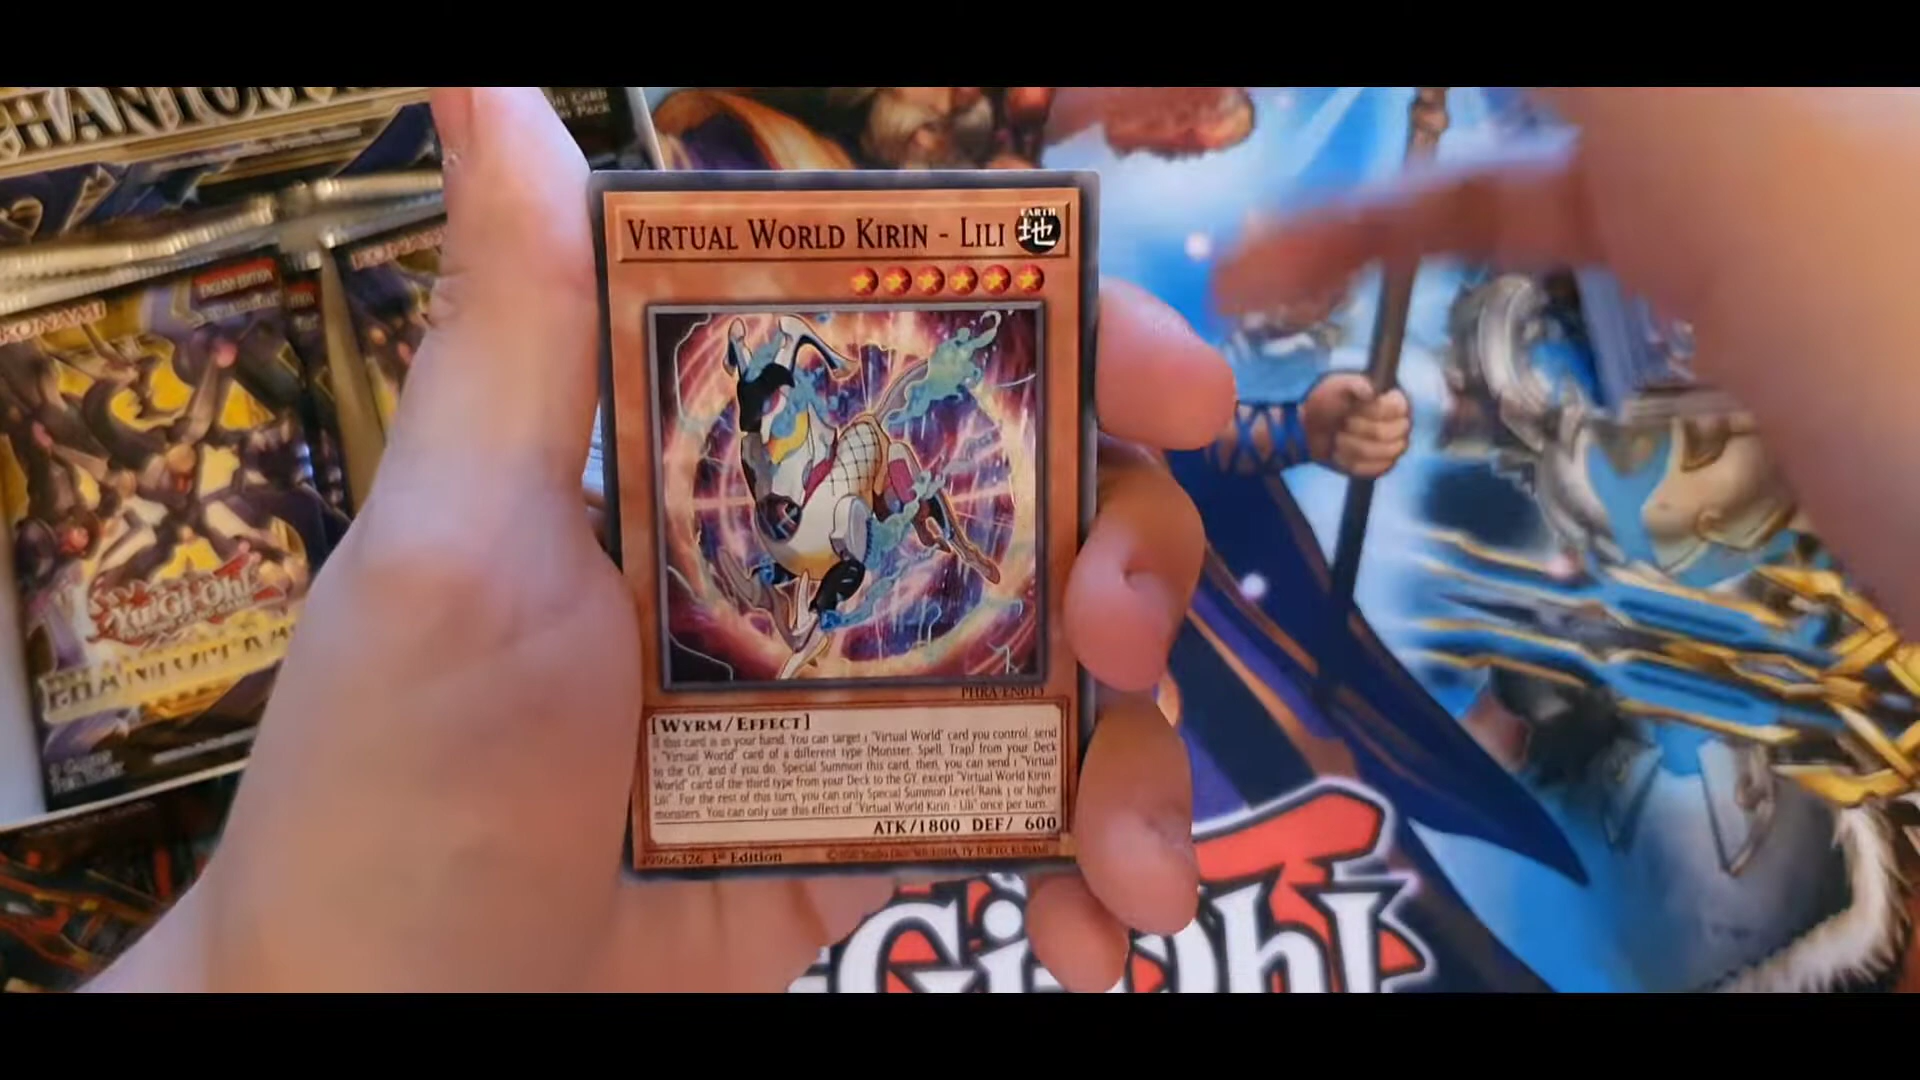 VIRTUAL WORLD KIRIN - LILI
EARTH
地
PHRA-EN013
[WYRM/EFFECT]
If this card is in your hand: You can target 1 "Virtual World" card you control; send
1 "Virtual World" card of a different type (Monster, Spell, Trap) from your Deck
to the GY, and if you do, Special Summon this card, then, you can send 1 "Virtual
World" card of the third type from your Deck to the GY, except "Virtual World Kirin -
Lili". For the rest of this turn, you can only Special Summon Level/Rank 3 or higher
monsters. You can only use this effect of "Virtual World Kirin - Lili" once per turn.
ATK/1800 DEF/ 600
49966326 1st Edition
KONAMI
Yu-Gi-Oh!
Gi-Oh!